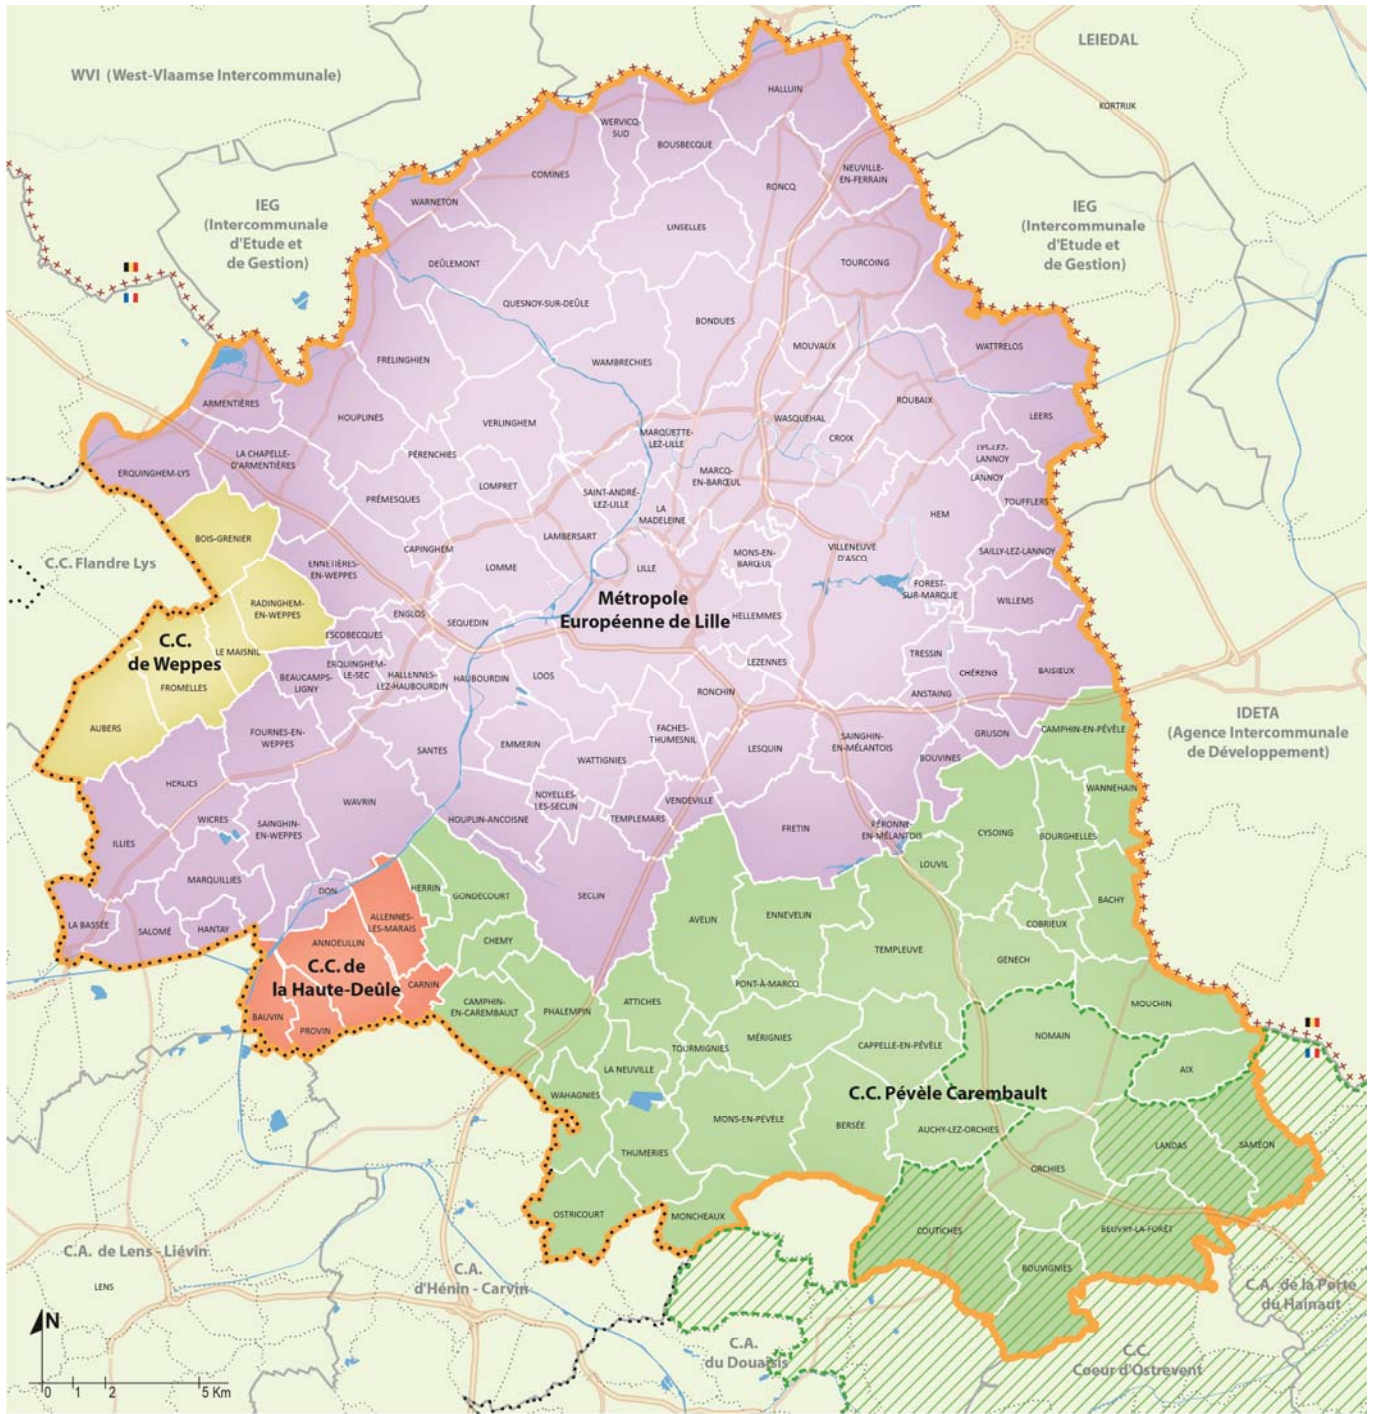 LEIEDAL
WVI (West-Vlaamse Intercommunale)
HALLUIN
KORTRIJK
WERVICQ-
SUD
BOUSBECQUE
NEUVILLE-
EN-FERRAIN
COMINES
RONCQ
WARNETON
IEG
(Intercommunale
d'Etude et
de Gestion)
IEG
(Intercommunale
d'Etude et
de Gestion)
LINSELLES
DEÛLEMONT
TOURCOING
QUESNOY-SUR-DEÛLE
BONDUES
MOUVAUX
WATTRELOS
FRELINGHIEN
WAMBRECHIES
ARMENTIÈRES
HOUPLINES
VERLINGHEM
ROUBAIX
LEERS
WASQUEHAL
MARQUETTE-
LEZ-LILLE
CROIX
LA CHAPELLE-
D'ARMENTIÈRES
PÉRENCHIES
LYS-LEZ-
LANNOY
ERQUINGHEM-LYS
MARCQ-
EN-BARŒUL
LANNOY
PRÉMESQUES
LOMPRET
SAINT-ANDRÉ-
LEZ-LILLE
TOUFFLERS
LA
MADELEINE
HEM
BOIS-GRENIER
LAMBERSART
CAPINGHEM
VILLENEUVE
D'ASCQ
SAILLY-LEZ-LANNOY
C.C. Flandre Lys
ENNETIÈRES-
EN-WEPPES
LOMME
LILLE
MONS-EN-
BARŒUL
FOREST-
SUR-MARQUE
WILLEMS
RADINGHEM-
EN-WEPPES
Métropole
Européenne de Lille
ENGLOS
SEQUEDIN
HELLEMMES
ESCOBECQUES
C.C.
de Weppes
LE MAISNIL
ERQUINGHEM-
LE-SEC
TRESSIN
LEZENNES
BEAUCAMPS-
LIGNY
HALLENNES-
LEZ-HAUBOURDIN
HAUBOURDIN
LOOS
CHÉRENG
BAISIEUX
FROMELLES
RONCHIN
ANSTAING
IDETA
(Agence Intercommunale
de Développement)
AUBERS
FOURNES-EN-
WEPPES
FACHES-
THUMESNIL
CAMPHIN-EN-PÉVÈLE
GRUSON
SANTES
EMMERIN
LESQUIN
SAINGHIN-
EN-MÉLANTOIS
WATTIGNIES
BOUVINES
HERLIES
WANNEHAIN
NOYELLES-
LES-SECLIN
VENDEVILLE
WAVRIN
WICRES
SAINGHIN-
EN-WEPPES
HOUPLIN-ANCOISNE
TEMPLEMARS
FRETIN
PÉRONNE-
EN-MÉLANTOIS
CYSOING
BOURGHELLES
ILLIES
LOUVIL
MARQUILLIES
DON
HERRIN
GONDECOURT
SECLIN
BACHY
LA BASSÉE
SALOMÉ
HANTAY
ALLENNES-
LES-MARAIS
AVELIN
ENNEVELIN
COBRIEUX
ANNOEULLIN
CHEMY
TEMPLEUVE
GENECH
C.C. de
la Haute-Deûle
CARNIN
PONT-À-MARCQ
CAMPHIN-
EN-CAREMBAULT
PHALEMPIN
ATTICHES
MOUCHIN
BAUVIN
PROVIN
TOURMIGNIES
MÉRIGNIES
CAPPELLE-EN-PÉVÈLE
NOMAIN
LA NEUVILLE
AIX
WAHAGNIES
C.C. Pévèle Carembault
MONS-EN-PÉVÈLE
BERSÉE
AUCHY-LEZ-ORCHIES
THUMERIES
LANDAS
SAMÉON
ORCHIES
OSTRICOURT
MONCHEAUX
COUTICHES
BEUVRY-LA-FORÊT
C.A. de Lens - Liévin
BOUVIGNIES
C.A.
d'Hénin - Carvin
LENS
C.A. de la Porte
du Hainaut
N
C.A.
du Douaisis
C.C.
Coeur d'Ostrevent
0 1 2 5 Km